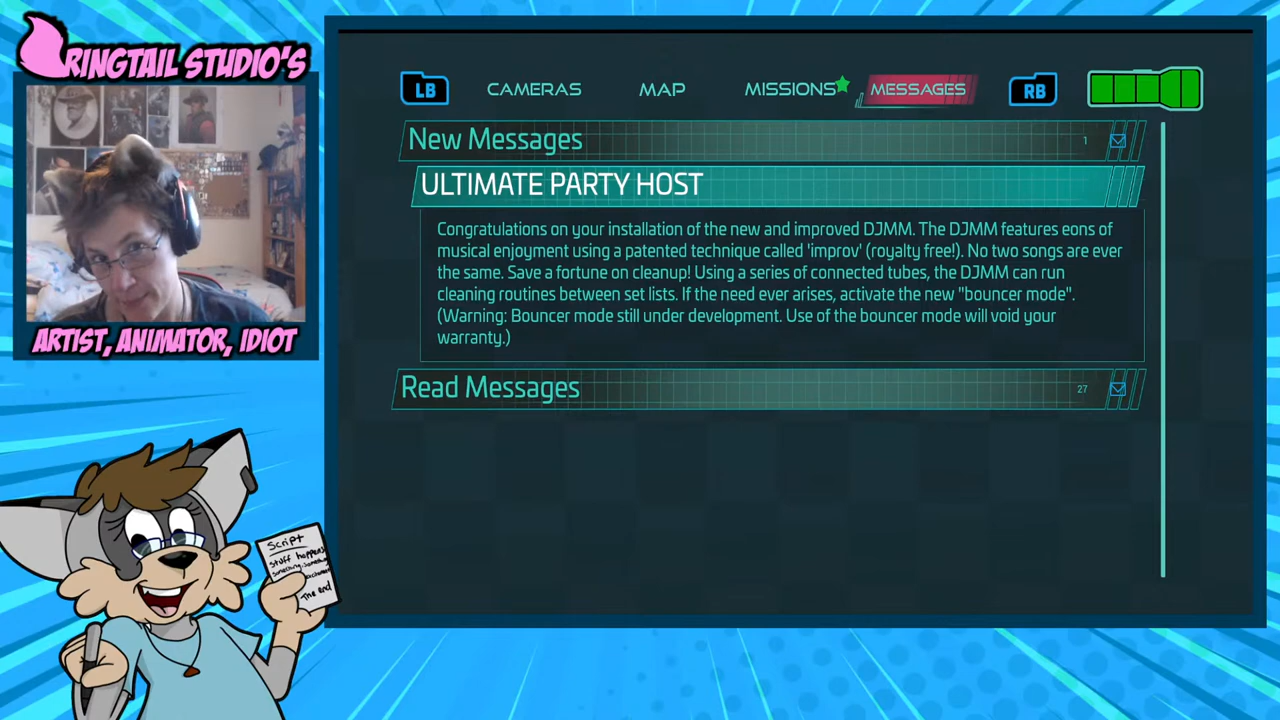 RINGTAIL STUDIO'S
ARTIST, ANIMATOR, IDIOT
LB
CAMERAS
MAP
MISSIONS
MESSAGES
RB
New Messages
1
ULTIMATE PARTY HOST
Congratulations on your installation of the new and improved DJMM. The DJMM features eons of
musical enjoyment using a patented technique called 'improv' (royalty free!). No two songs are ever
the same. Save a fortune on cleanup! Using a series of connected tubes, the DJMM can run
cleaning routines between set lists. If the need ever arises, activate the new "bouncer mode".
(Warning: Bouncer mode still under development. Use of the bouncer mode will void your
warranty.)
Read Messages
27
Script
stuff happens
The end